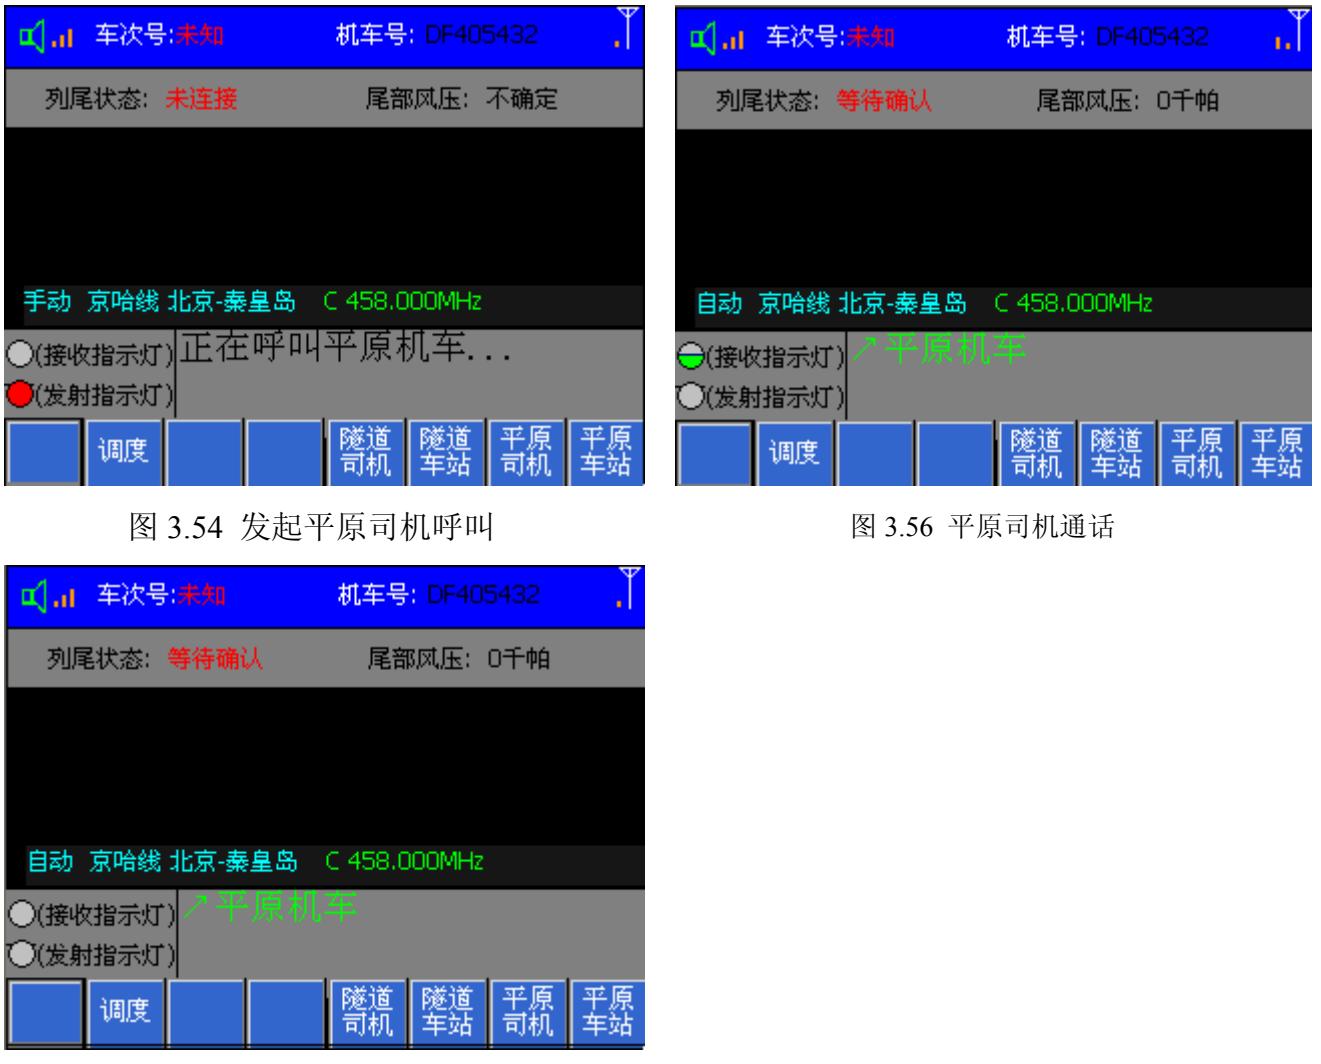 车次号:未知 机车号: DF405432
列尾状态: 未连接 尾部风压: 不确定
手动 京哈线 北京-秦皇岛 C 458.000MHz
(接收指示灯) 正在呼叫平原机车...
(发射指示灯)
调度 隧道司机 隧道车站 平原司机 平原车站
图 3.54 发起平原司机呼叫
车次号:未知 机车号: DF405432
列尾状态: 等待确认 尾部风压: 0千帕
自动 京哈线 北京-秦皇岛 C 458.000MHz
(接收指示灯) ↗平原机车
(发射指示灯)
调度 隧道司机 隧道车站 平原司机 平原车站
图 3.56 平原司机通话
车次号:未知 机车号: DF405432
列尾状态: 等待确认 尾部风压: 0千帕
自动 京哈线 北京-秦皇岛 C 458.000MHz
(接收指示灯) ↗平原机车
(发射指示灯)
调度 隧道司机 隧道车站 平原司机 平原车站